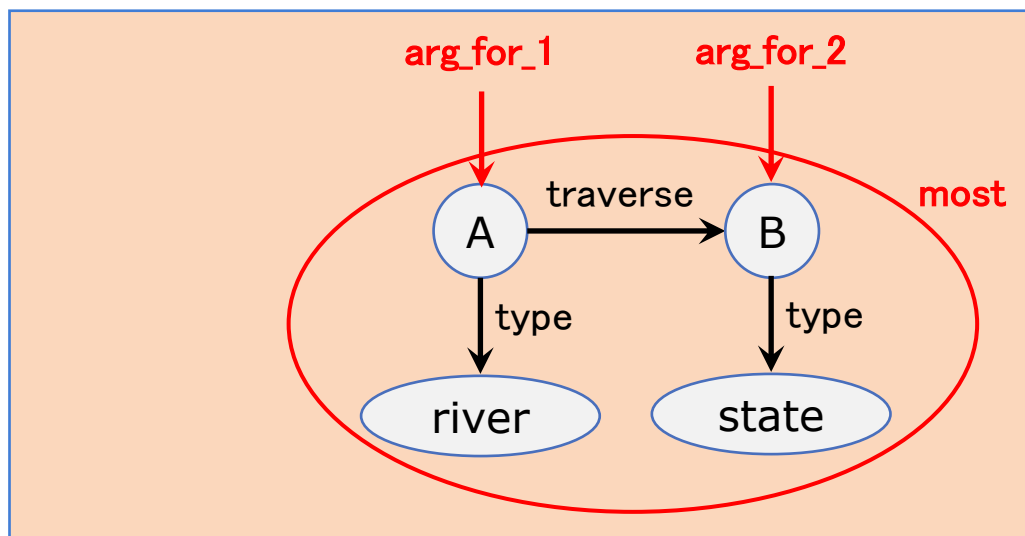 arg_for_1 arg_for_2
most
traverse
A B
type type
river state